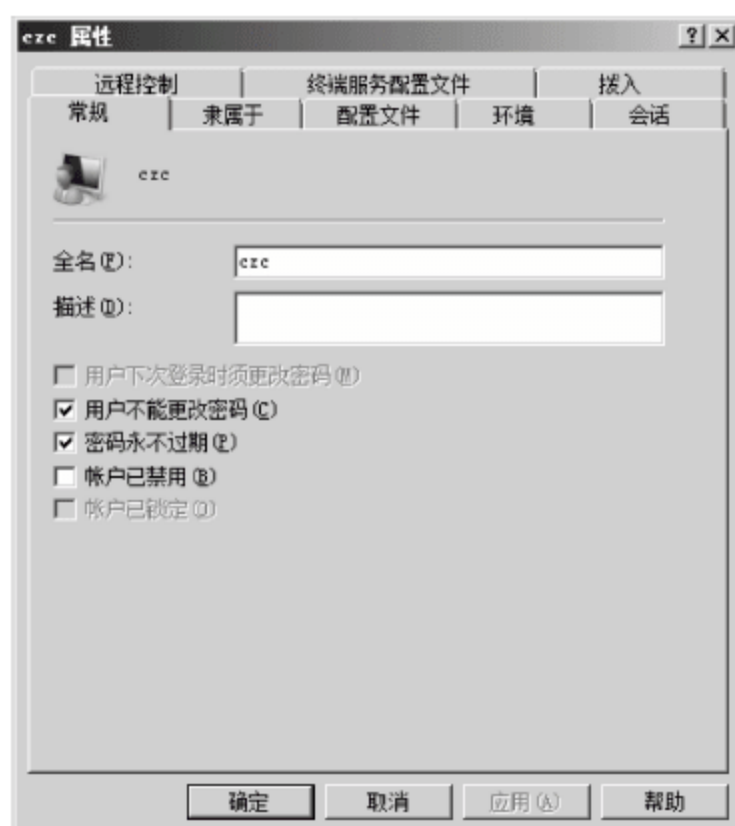 czc 属性
远程控制 终端服务配置文件 拨入
常规 隶属于 配置文件 环境 会话
czc
全名(F): czc
描述(D):
用户下次登录时须更改密码(M)
用户不能更改密码(C)
密码永不过期(P)
帐户已禁用(B)
帐户已锁定(O)
确定 取消 应用(A) 帮助